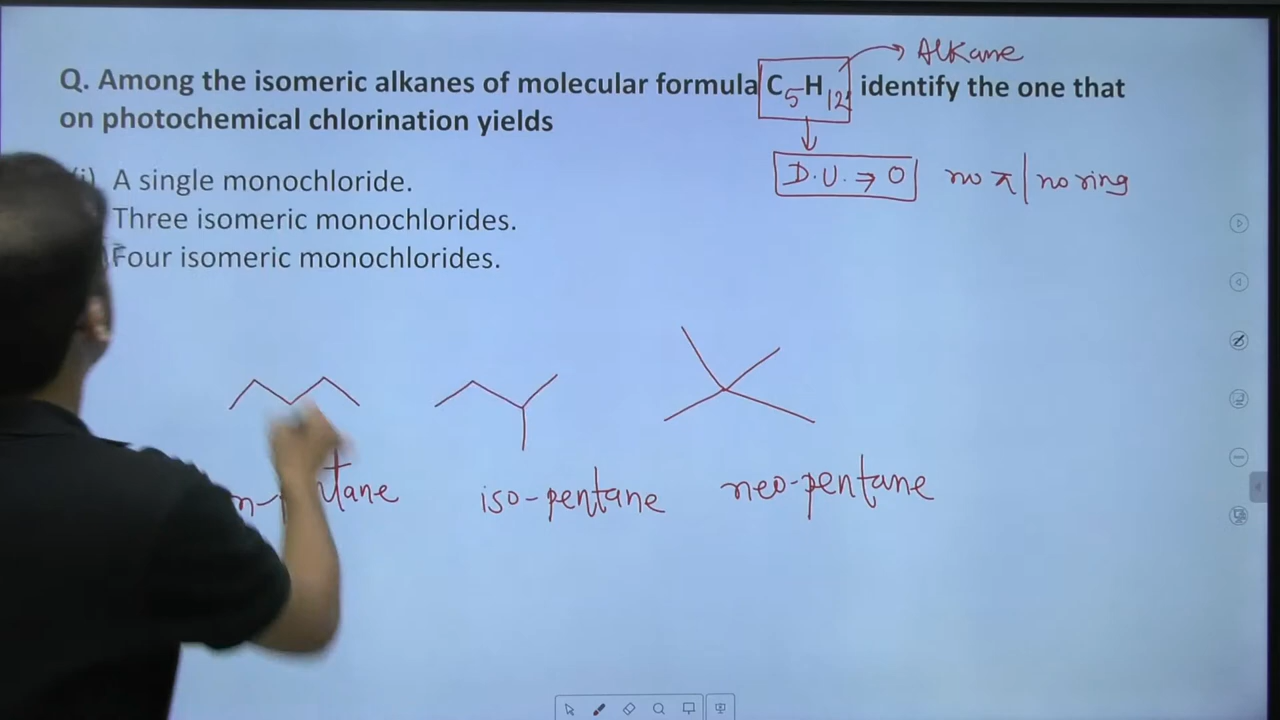 Q. Among the isomeric alkanes of molecular formula C₅H₁₂, identify the one that
on photochemical chlorination yields
A single monochloride.
Three isomeric monochlorides.
Four isomeric monochlorides.
Alkane
D.U. ⇒ 0 no π | no ring
iso-pentane
neo-pentane